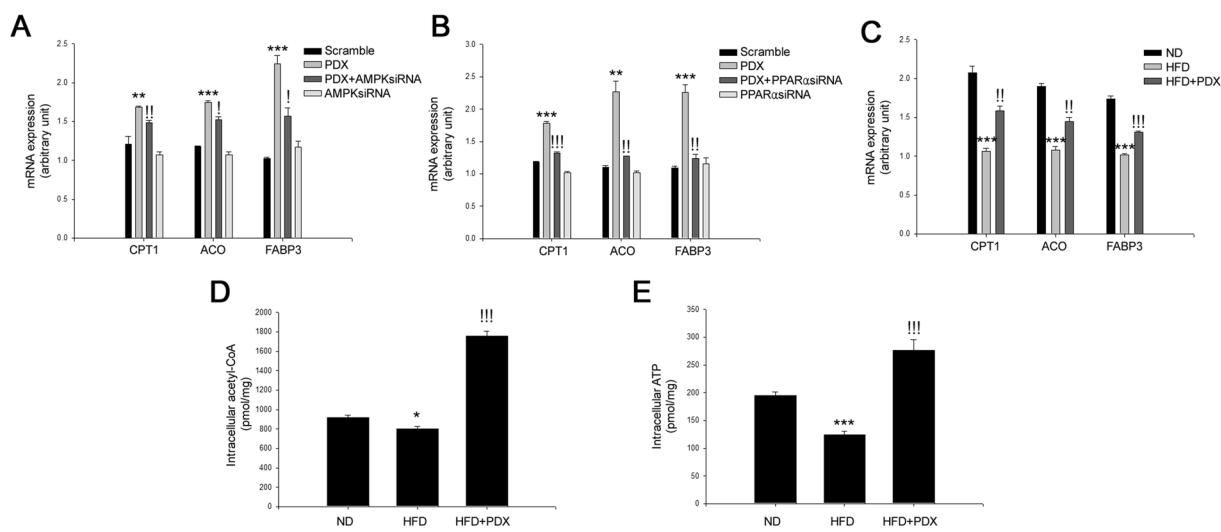 A
mRNA expression
(arbitrary unit)
2.5
2.0
1.5
1.0
0.5
0.0
**
!!
***
!
***
!
Scramble
PDX
PDX+AMPKsiRNA
AMPKsiRNA
CPT1
ACO
FABP3
B
mRNA expression
(arbitrary unit)
3.0
2.5
2.0
1.5
1.0
0.5
0.0
***
!!!
**
!!
***
!!
Scramble
PDX
PDX+PPARαsiRNA
PPARαsiRNA
CPT1
ACO
FABP3
C
mRNA expression
(arbitrary unit)
2.5
2.0
1.5
1.0
0.5
0.0
***
!!
***
!!
***
!!!
ND
HFD
HFD+PDX
CPT1
ACO
FABP3
D
Intracellular acetyl-CoA
(pmol/mg)
2000
1800
1600
1400
1200
1000
800
600
400
200
0
*
!!!
ND
HFD
HFD+PDX
E
Intracellular ATP
(pmol/mg)
350
300
250
200
150
100
50
0
***
!!!
ND
HFD
HFD+PDX